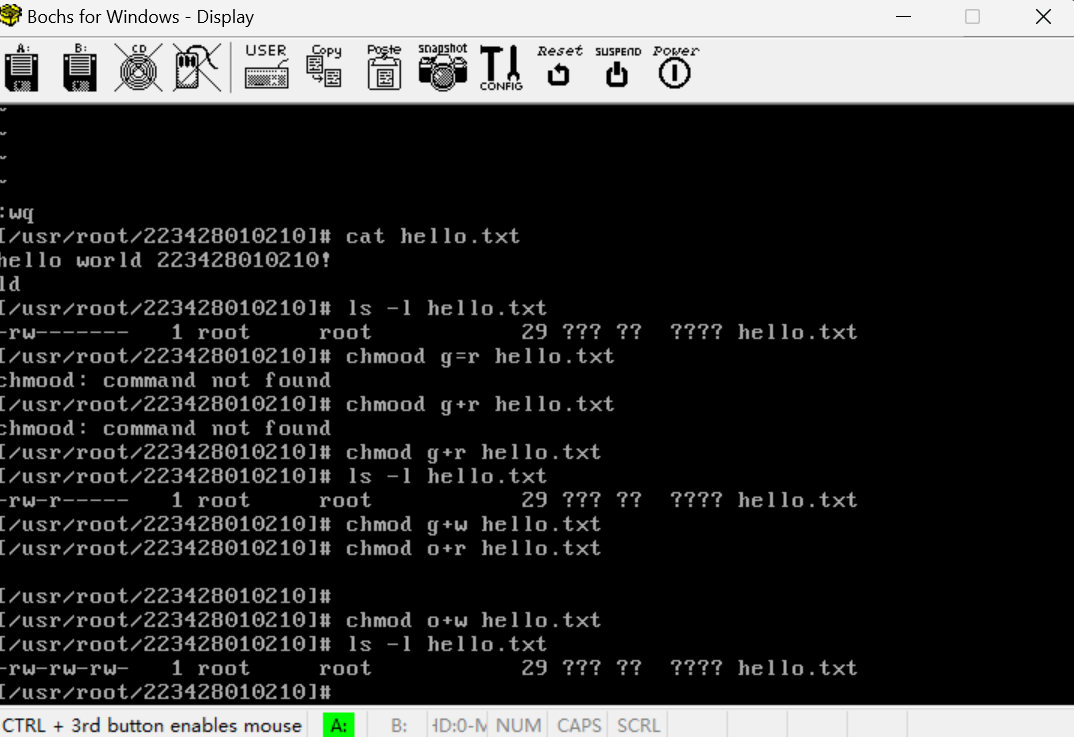 Bochs for Windows - Display
A: B: CD USER Copy Paste snapshot CONFIG Reset SUSPEND Power
~
~
~
~
:wq
[/usr/root/223428010210]# cat hello.txt
hello world 223428010210!
ld
[/usr/root/223428010210]# ls -l hello.txt
-rw------- 1 root root 29 ??? ?? ???? hello.txt
[/usr/root/223428010210]# chmood g=r hello.txt
chmood: command not found
[/usr/root/223428010210]# chmood g+r hello.txt
chmood: command not found
[/usr/root/223428010210]# chmod g+r hello.txt
[/usr/root/223428010210]# ls -l hello.txt
-rw-r----- 1 root root 29 ??? ?? ???? hello.txt
[/usr/root/223428010210]# chmod g+w hello.txt
[/usr/root/223428010210]# chmod o+r hello.txt
[/usr/root/223428010210]#
[/usr/root/223428010210]# chmod o+w hello.txt
[/usr/root/223428010210]# ls -l hello.txt
-rw-rw-rw- 1 root root 29 ??? ?? ???? hello.txt
[/usr/root/223428010210]#
CTRL + 3rd button enables mouse A: B: HD:0-M NUM CAPS SCRL